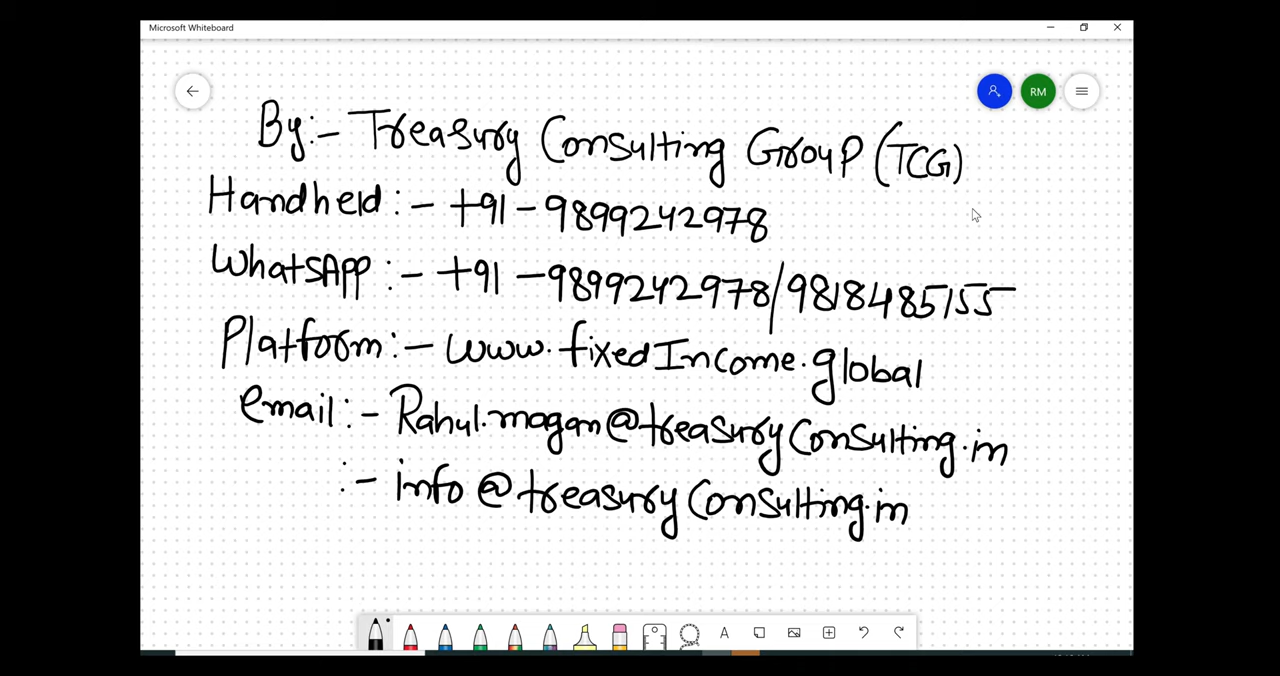 Microsoft Whiteboard
RM
By:- Treasury Consulting Group (TCG)
Handheld:- +91-9899242978
WhatsApp:- +91-9899242978/9818485155
Platform:- www.fixedIncome.global
email:- Rahul.magan@treasuryConsulting.in
:- info@treasuryConsulting.in
A